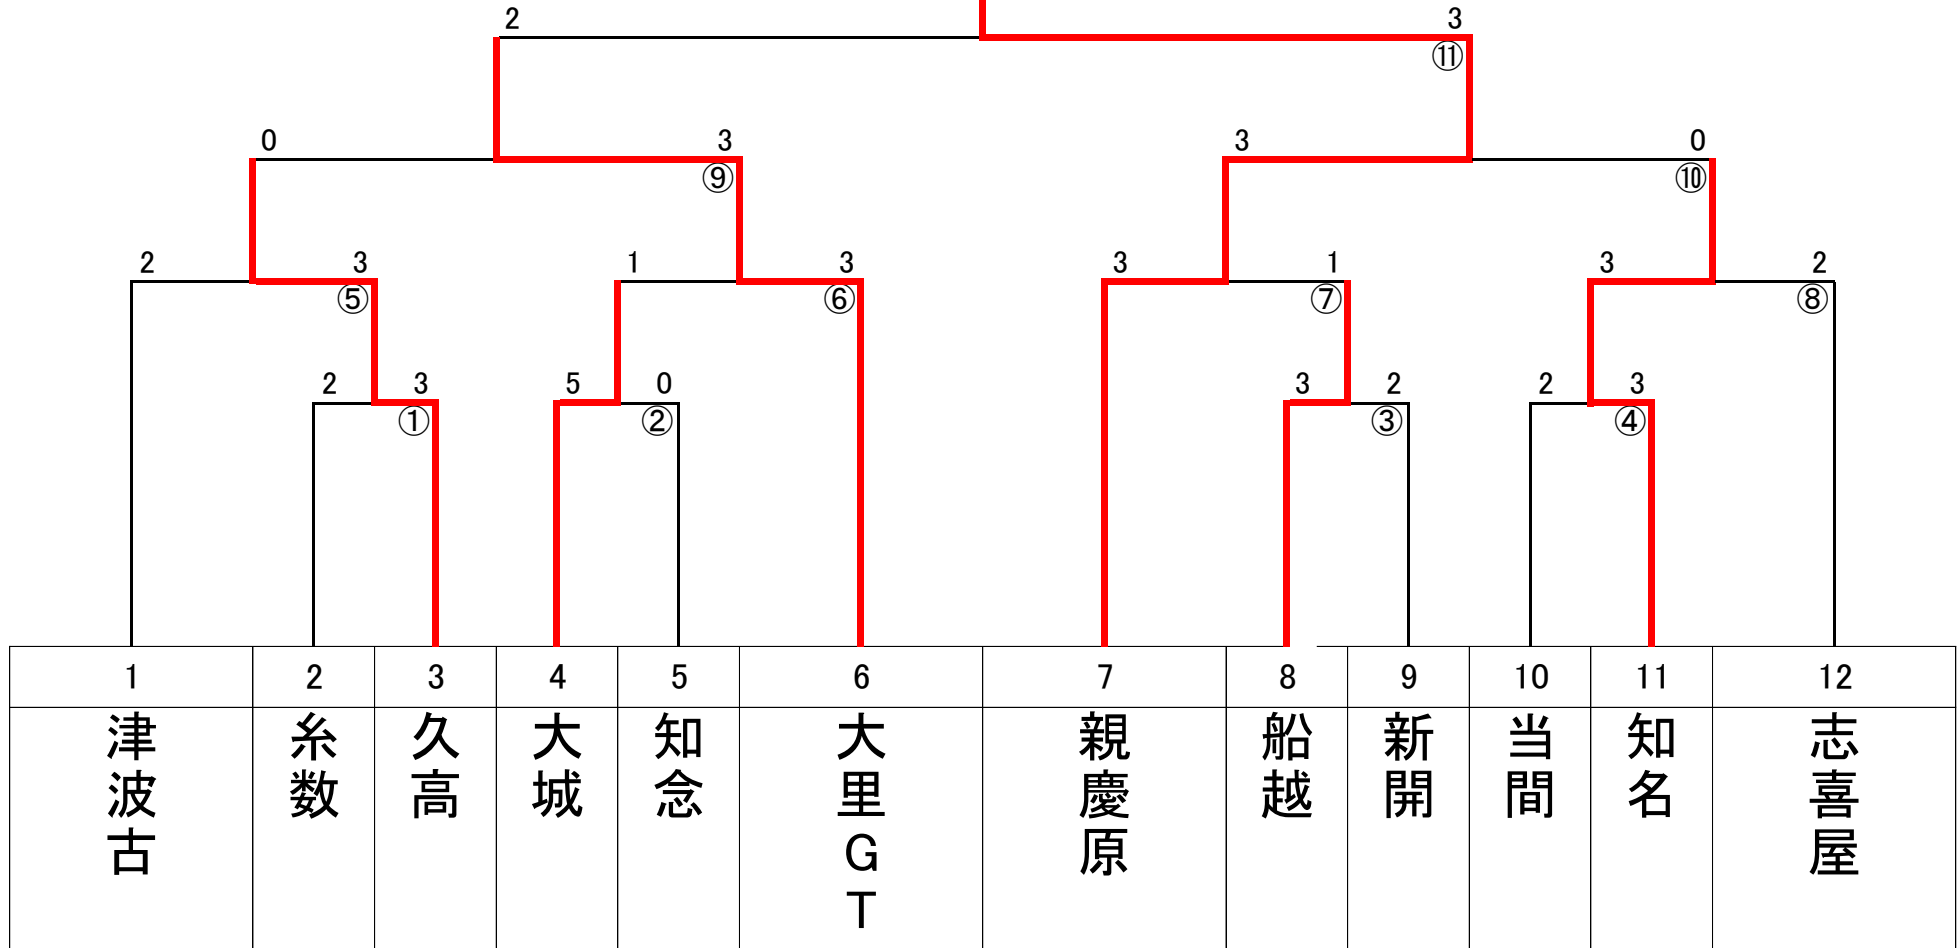 2 3
⑪
0 3 3 0
⑨ ⑩
2 3 1 3 3 1 3 2
⑤ ⑥ ⑦ ⑧
2 3 5 0 3 2 2 3
① ② ③ ④
1 2 3 4 5 6 7 8 9 10 11 12
津波古
糸数
久高
大城
知念
大里GT
親慶原
船越
新開
当間
知名
志喜屋